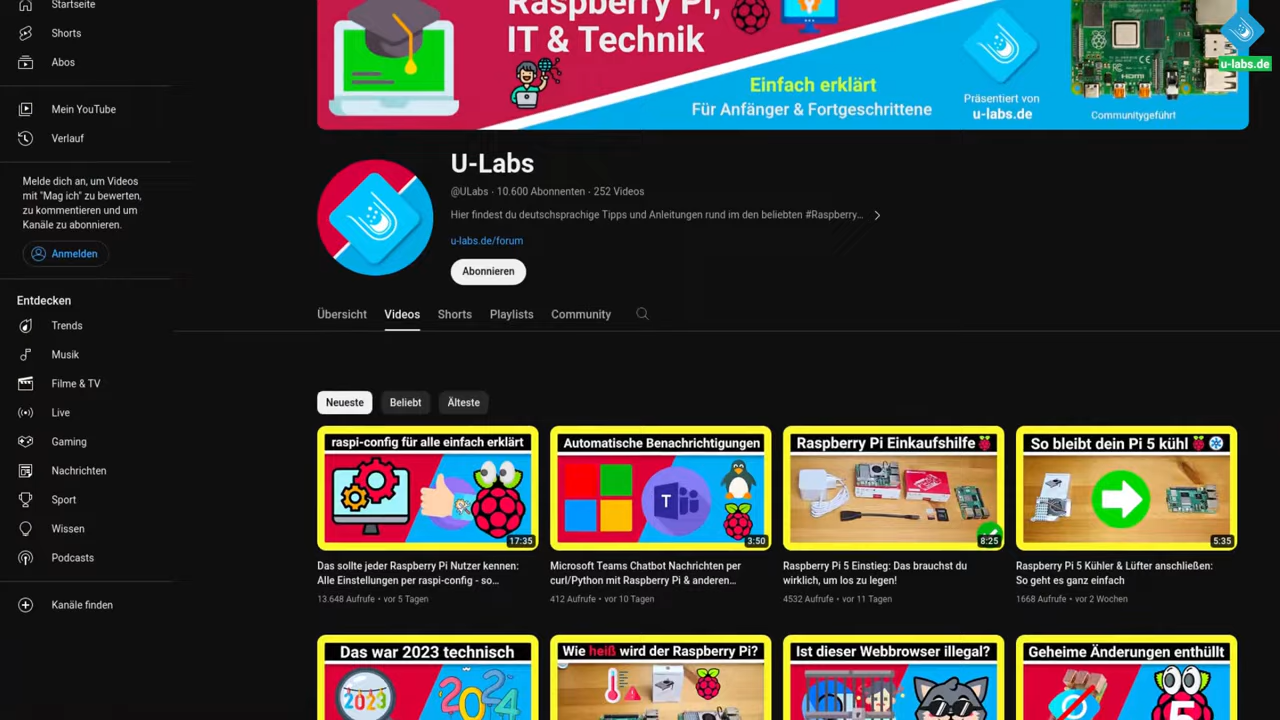 Startseite
Shorts
Abos
Mein YouTube
Verlauf
Melde dich an, um Videos
mit "Mag ich" zu bewerten,
zu kommentieren und um
Kanäle zu abonnieren.
Anmelden
Entdecken
Trends
Musik
Filme & TV
Live
Gaming
Nachrichten
Sport
Wissen
Podcasts
Kanäle finden
Raspberry Pi,
IT & Technik
Einfach erklärt
Für Anfänger & Fortgeschrittene
Präsentiert von
u-labs.de
Communitygeführt
u-labs.de
U-Labs
@ULabs · 10.600 Abonnenten · 252 Videos
Hier findest du deutschsprachige Tipps und Anleitungen rund im den beliebten #Raspberry…
u-labs.de/forum
Abonnieren
Übersicht Videos Shorts Playlists Community
Neueste Beliebt Älteste
raspi-config für alle einfach erklärt
17:35
Das sollte jeder Raspberry Pi Nutzer kennen:
Alle Einstellungen per raspi-config - so…
13.648 Aufrufe • vor 5 Tagen
Automatische Benachrichtigungen
T
3:50
Microsoft Teams Chatbot Nachrichten per
curl/Python mit Raspberry Pi & anderen…
412 Aufrufe • vor 10 Tagen
Raspberry Pi Einkaufshilfe
8:25
Raspberry Pi 5 Einstieg: Das brauchst du
wirklich, um los zu legen!
4532 Aufrufe • vor 11 Tagen
So bleibt dein Pi 5 kühl
5:35
Raspberry Pi 5 Kühler & Lüfter anschließen:
So geht es ganz einfach
1668 Aufrufe • vor 2 Wochen
Das war 2023 technisch
2023
2024
Wie heiß wird der Raspberry Pi?
Ist dieser Webbrowser illegal?
Geheime Änderungen enthüllt
5